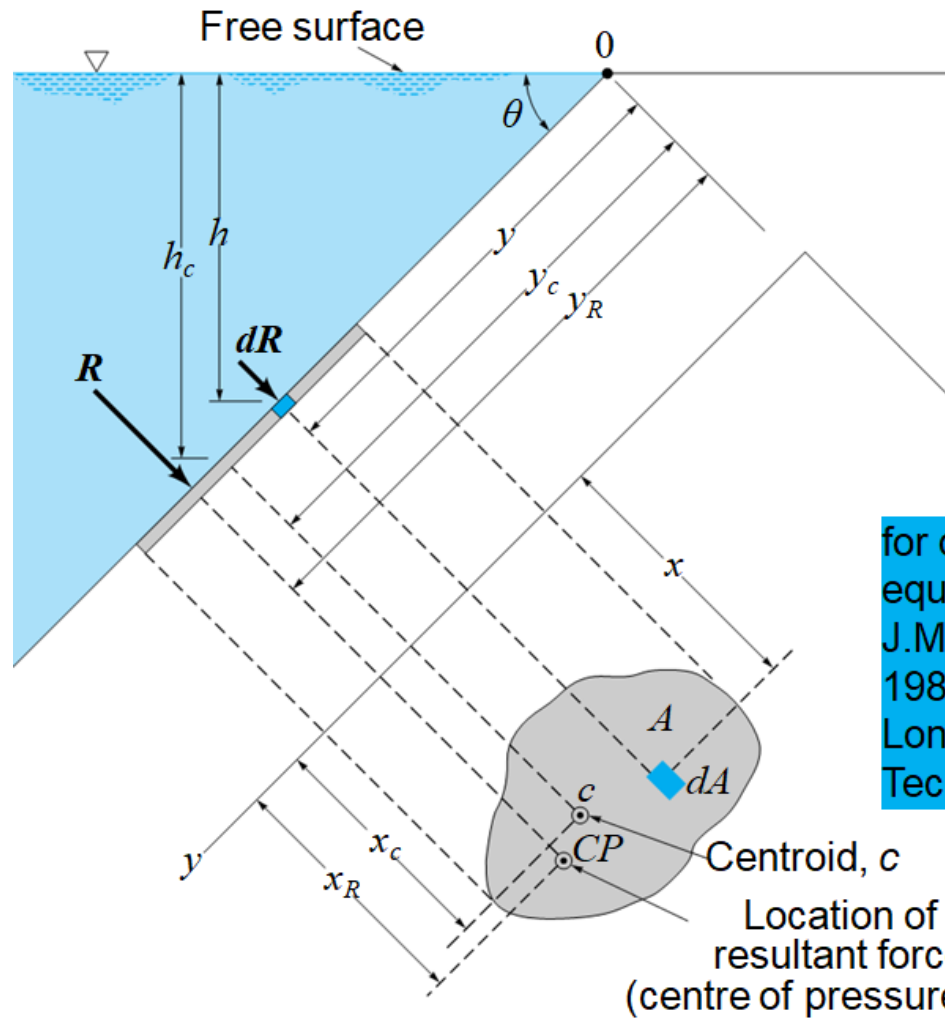 Free surface
0
θ
h
h_c
y
y_c
y_R
dR
R
x
for
equ
J.M
198
Lon
Tec
A
dA
c
CP
x_c
x_R
y
Centroid, c
Location of
resultant forc
(centre of pressure